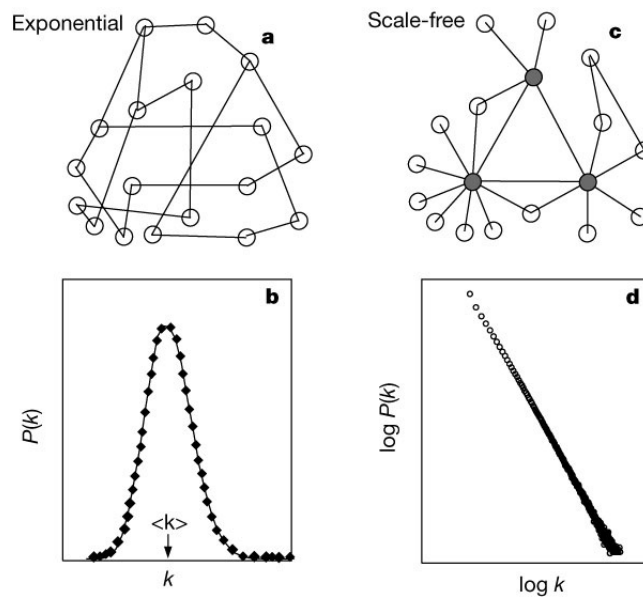 Exponential
a
Scale-free
c
b
P(k)
<k>
k
d
log P(k)
log k